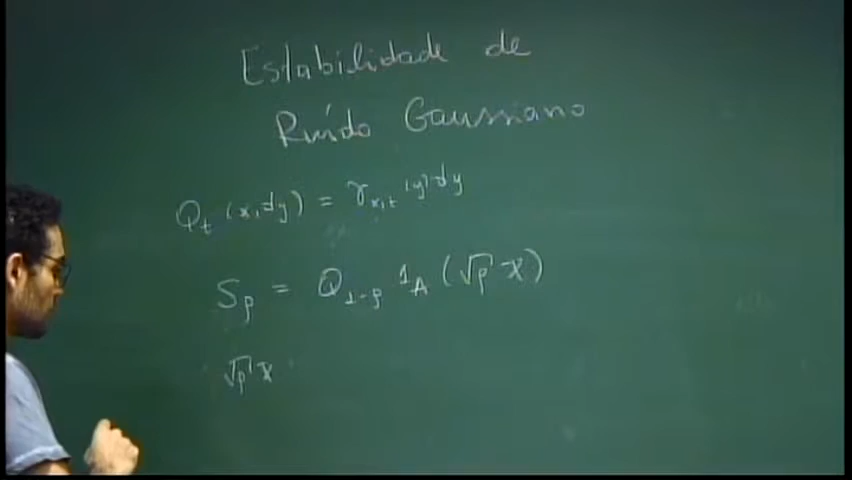 Estabilidade de
Ruído Gaussiano
Q_t (x, dy) = γ_{x,t} (y) dy
S_ρ = Q_{1-ρ} 1_A (√ρ x)
√ρ x